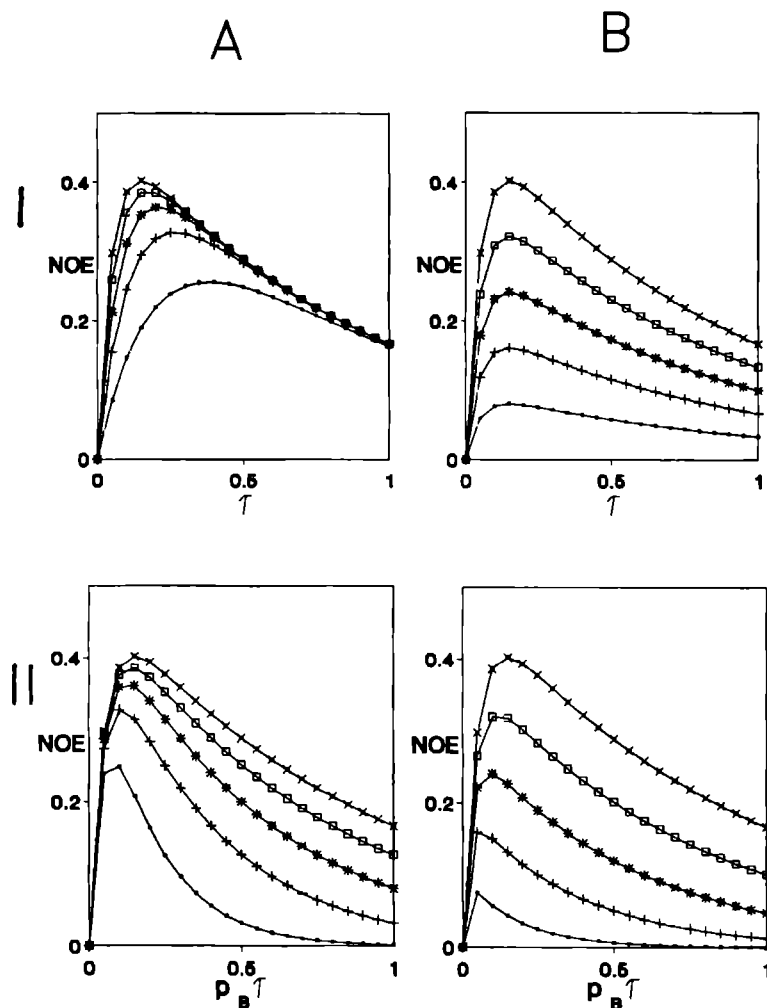 A B
I
0.4 0.4
NOE NOE
0.2 0.2
0 0
0 0.5 1 0 0.5 1
τ τ
II
0.4 0.4
NOE NOE
0.2 0.2
0 0
0 0.5 1 0 0.5 1
p_B τ p_B τ